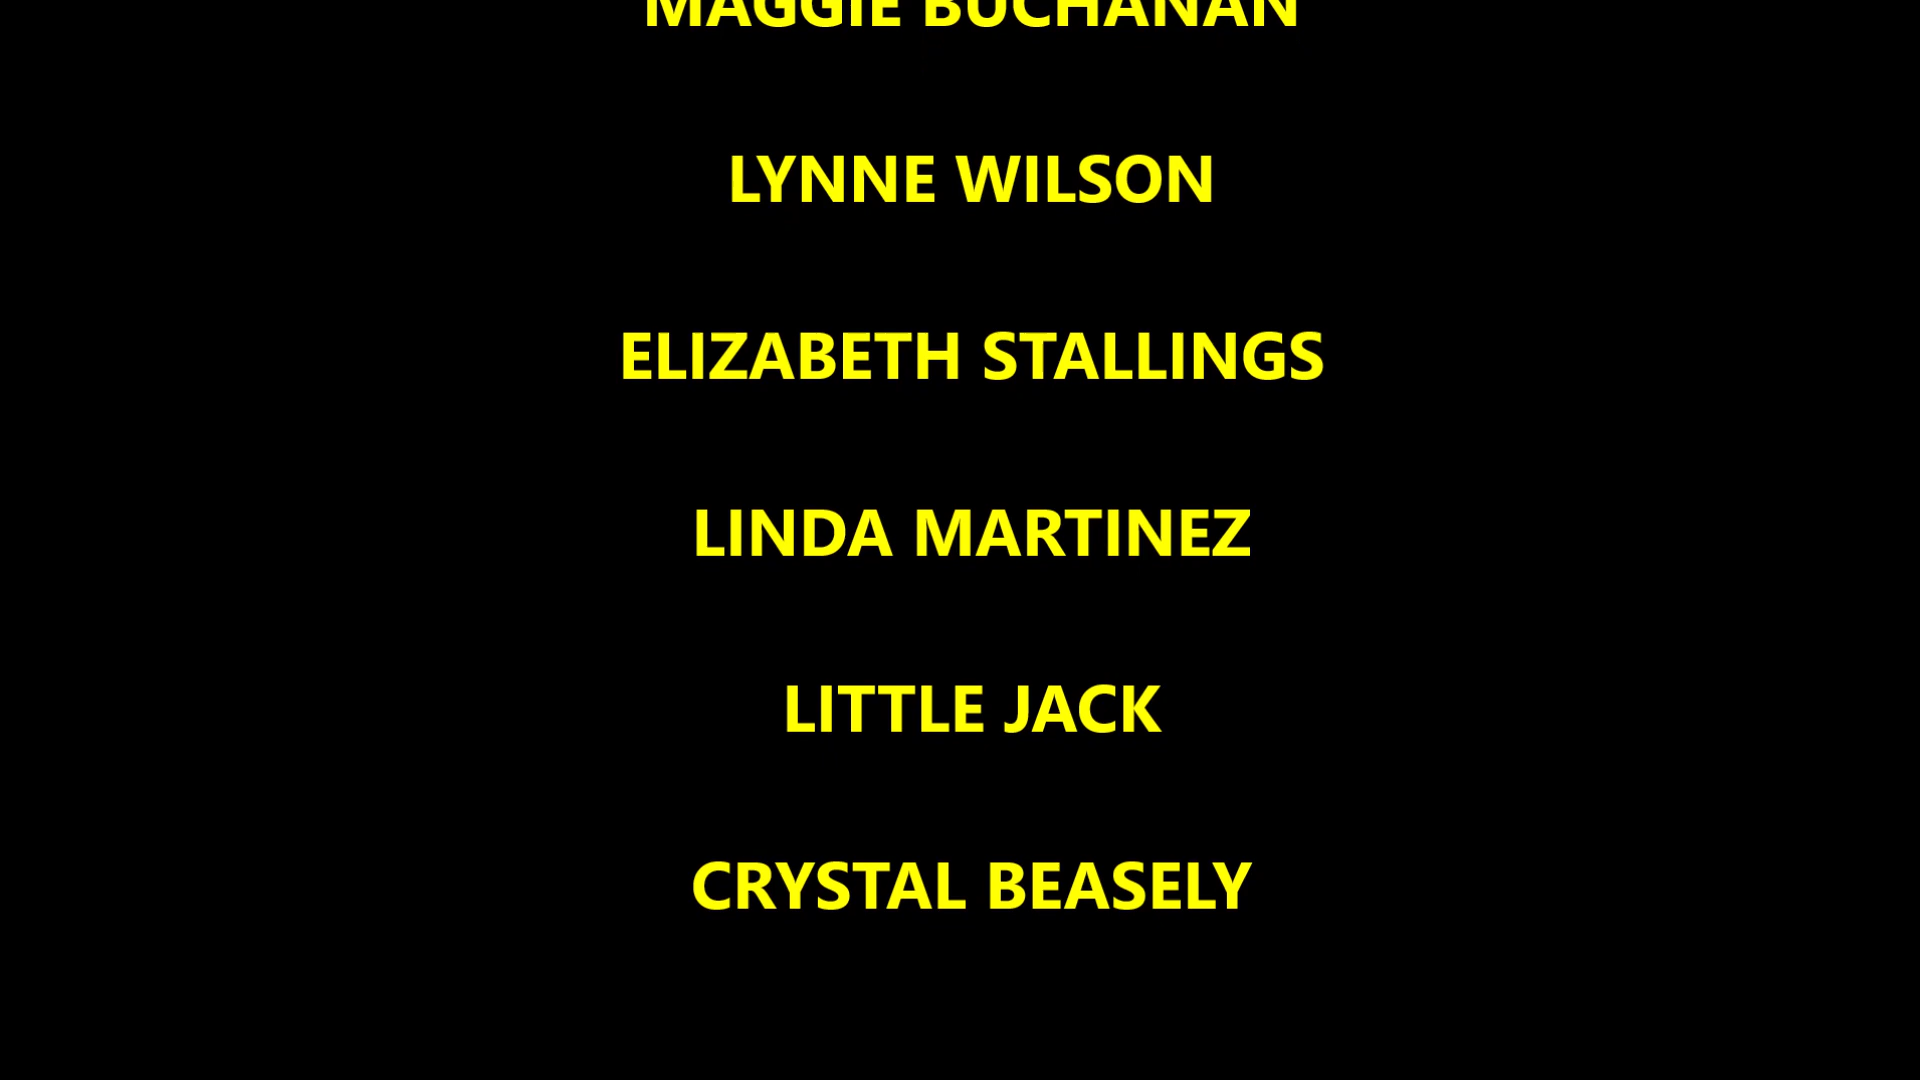 MAGGIE BUCHANAN
LYNNE WILSON
ELIZABETH STALLINGS
LINDA MARTINEZ
LITTLE JACK
CRYSTAL BEASELY